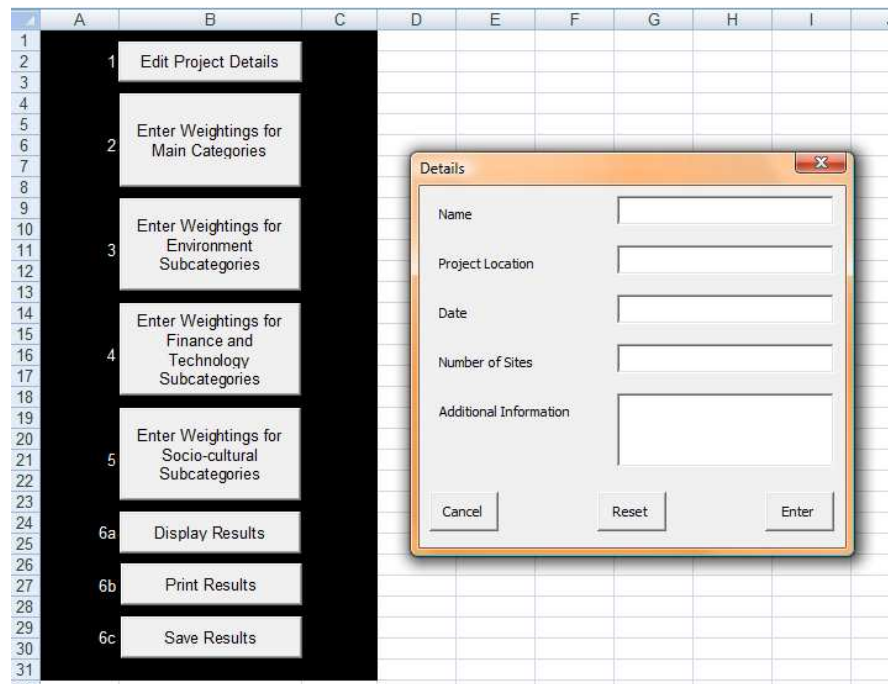 A B C D E F G H I
1
2
3
4
5
6
7
8
9
10
11
12
13
14
15
16
17
18
19
20
21
22
23
24
25
26
27
28
29
30
31
1 Edit Project Details
2 Enter Weightings for
Main Categories
3 Enter Weightings for
Environment
Subcategories
4 Enter Weightings for
Finance and
Technology
Subcategories
5 Enter Weightings for
Socio-cultural
Subcategories
6a Display Results
6b Print Results
6c Save Results
Details
Name
Project Location
Date
Number of Sites
Additional Information
Cancel Reset Enter